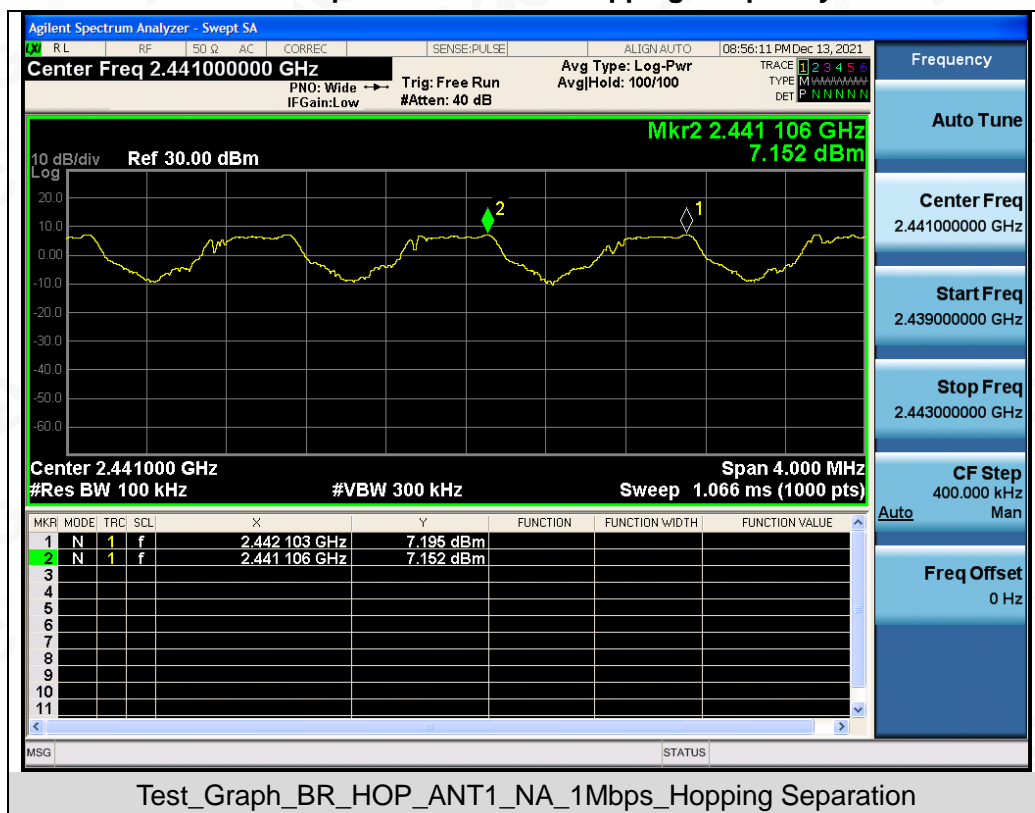 Agilent Spectrum Analyzer - Swept SA
LXI RL RF 50 Ω AC CORREC SENSE:PULSE ALIGN AUTO 08:56:11 PM Dec 13, 2021
Center Freq 2.441000000 GHz
PNO: Wide
IFGain:Low
Trig: Free Run
#Atten: 40 dB
Avg Type: Log-Pwr
Avg|Hold: 100/100
TRACE 1 2 3 4 5 6
TYPE M WWWWW
DET P N N N N N
Mkr2 2.441 106 GHz
7.152 dBm
10 dB/div Ref 30.00 dBm
Log
20.0
10.0
0.00
-10.0
-20.0
-30.0
-40.0
-50.0
-60.0
2
1
Center 2.441000 GHz Span 4.000 MHz
#Res BW 100 kHz #VBW 300 kHz Sweep 1.066 ms (1000 pts)
MKR MODE TRC SCL X Y FUNCTION FUNCTION WIDTH FUNCTION VALUE
1 N 1 f 2.442 103 GHz 7.195 dBm
2 N 1 f 2.441 106 GHz 7.152 dBm
3
4
5
6
7
8
9
10
11
MSG STATUS
Frequency
Auto Tune
Center Freq
2.441000000 GHz
Start Freq
2.439000000 GHz
Stop Freq
2.443000000 GHz
CF Step
400.000 kHz
Auto Man
Freq Offset
0 Hz
Test_Graph_BR_HOP_ANT1_NA_1Mbps_Hopping Separation